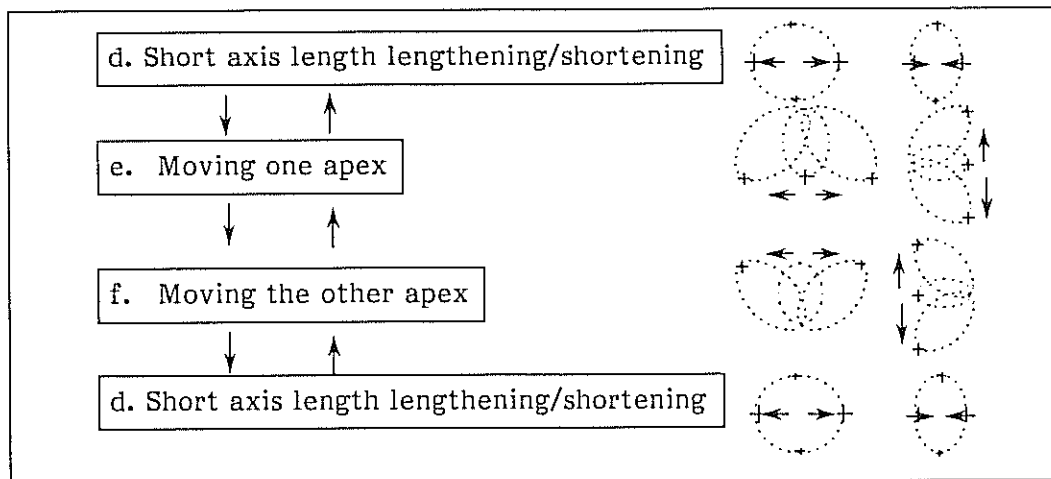 d. Short axis length lengthening/shortening
e. Moving one apex
f. Moving the other apex
d. Short axis length lengthening/shortening